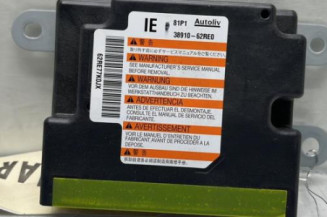 IE 81P1 Autoliv
38910-62RE0
WARNING
SEE MANUFACTURER'S SERVICE MANUAL
BEFORE REMOVAL.
WARNUNG
VOR DEM AUSBAU SIND DIE HINWEISE IM
WERKSTATTHANDBUCH ZU BEACHTEN.
ADVERTENCIA
ANTES DE EFECTUAR EL DESMONTAJE,
CONSULTE EL MANUAL DE SERVICIO DEL
FABRICANTE.
AVERTISSEMENT
VOIR LE MANUEL D'ENTRETIEN DU
FABRICANT AVANT DE PROCEDER A LA
DEPOSE.